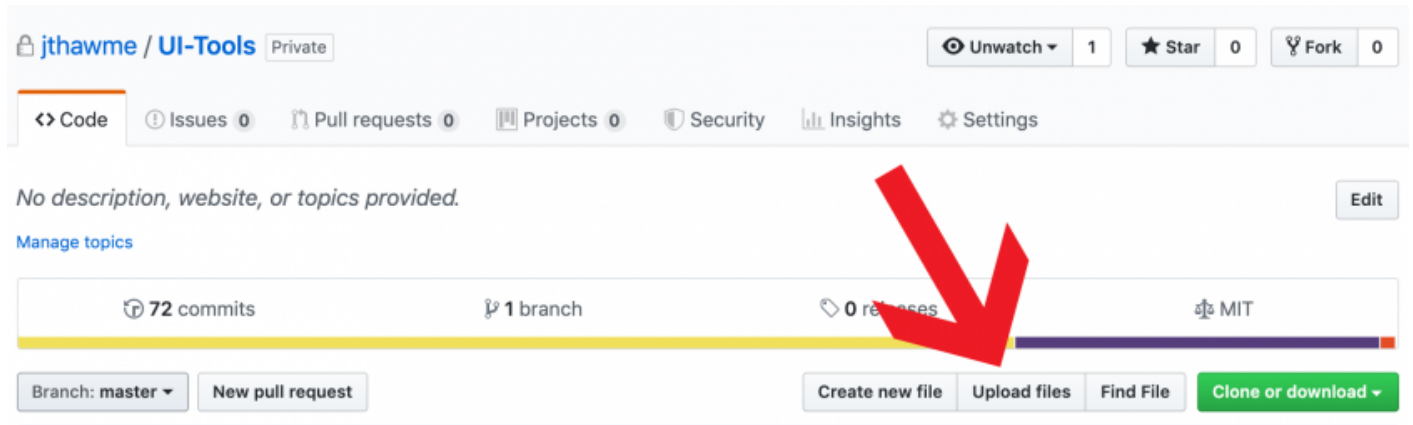 jthawme / UI-Tools Private Unwatch 1 Star 0 Fork 0
Code Issues 0 Pull requests 0 Projects 0 Security Insights Settings
No description, website, or topics provided. Edit
Manage topics
72 commits 1 branch 0 releases MIT
Branch: master New pull request Create new file Upload files Find File Clone or download